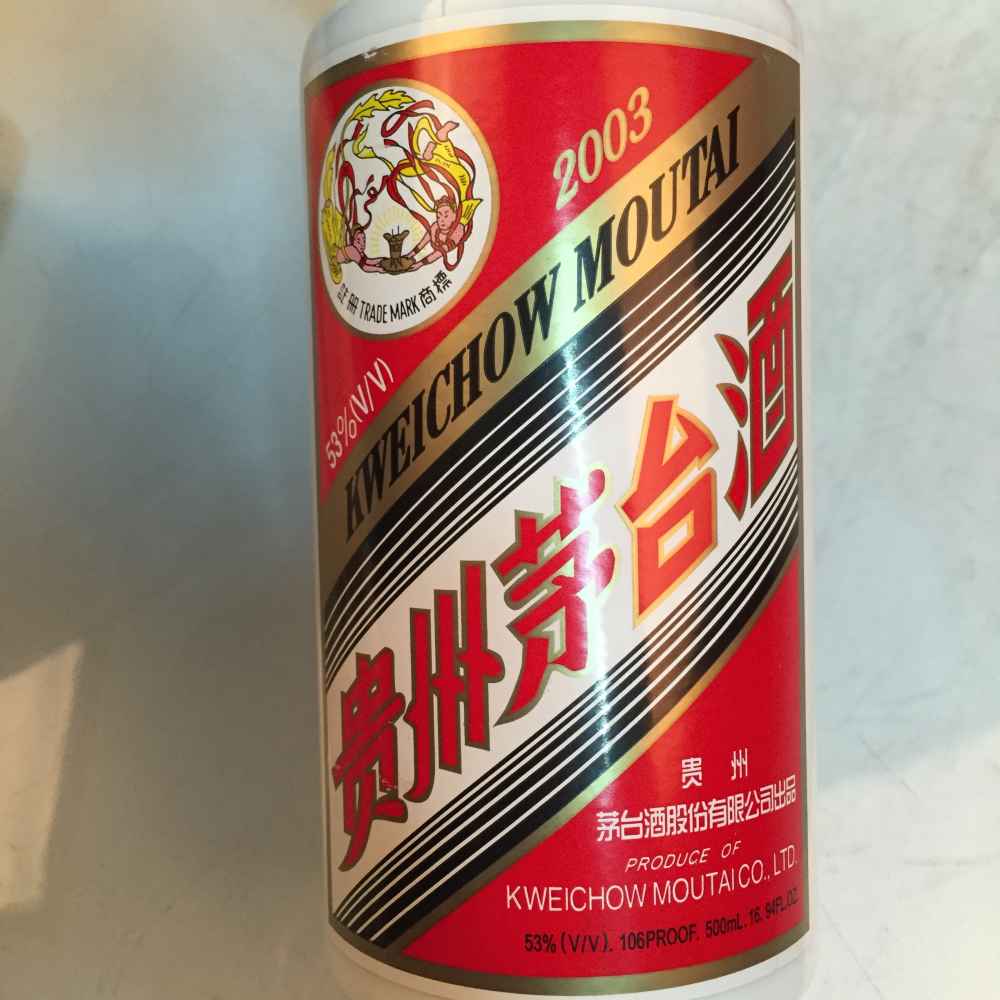 2003
註冊 TRADE MARK 商標
53%(V/V)
KWEICHOW MOUTAI
贵州茅台酒
贵 州
茅台酒股份有限公司出品
PRODUCE OF
KWEICHOW MOUTAI CO., LTD.
53% (V/V). 106PROOF. 500mL. 16. 94FL.OZ.